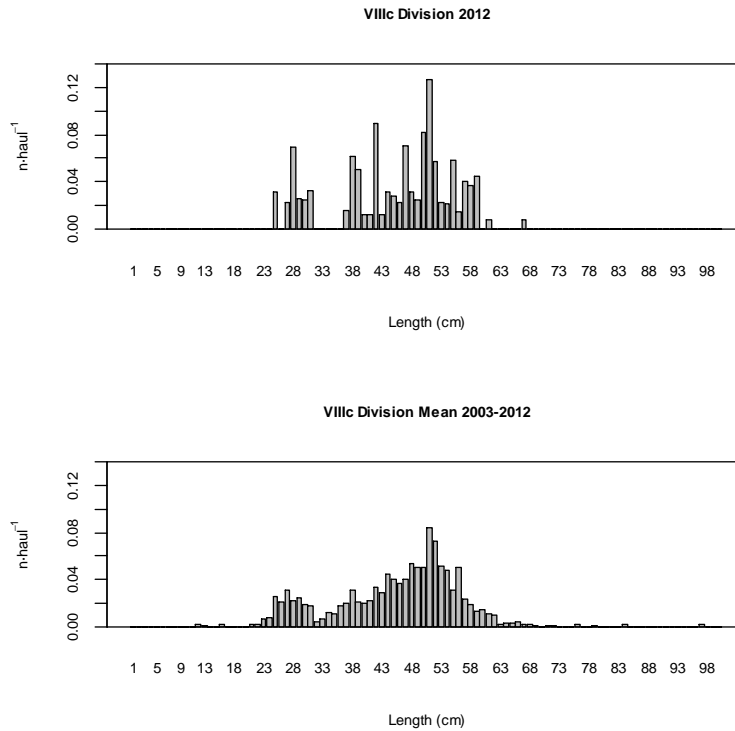 VIIIc Division 2012
n·haul⁻¹
0.00 0.04 0.08 0.12
1 5 9 13 18 23 28 33 38 43 48 53 58 63 68 73 78 83 88 93 98
Length (cm)
VIIIc Division Mean 2003-2012
n·haul⁻¹
0.00 0.04 0.08 0.12
1 5 9 13 18 23 28 33 38 43 48 53 58 63 68 73 78 83 88 93 98
Length (cm)